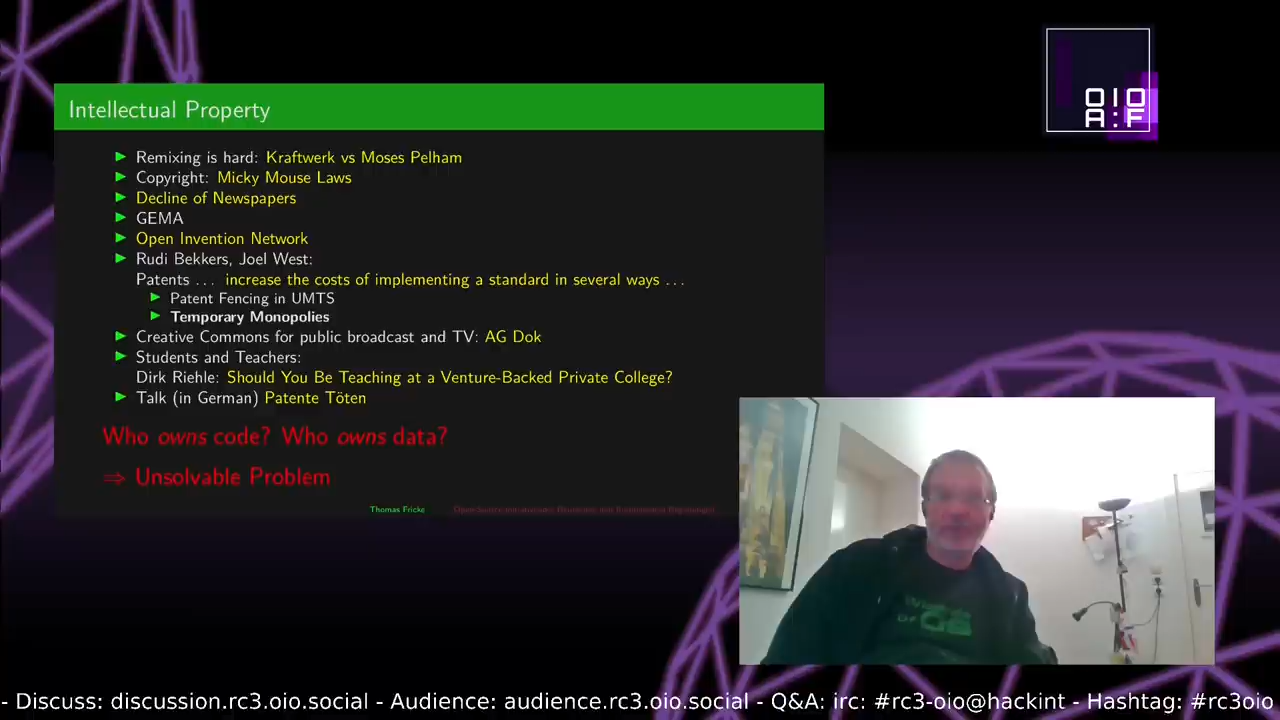 Intellectual Property
Remixing is hard: Kraftwerk vs Moses Pelham
Copyright: Micky Mouse Laws
Decline of Newspapers
GEMA
Open Invention Network
Rudi Bekkers, Joel West:
Patents ... increase the costs of implementing a standard in several ways ...
Patent Fencing in UMTS
Temporary Monopolies
Creative Commons for public broadcast and TV: AG Dok
Students and Teachers:
Dirk Riehle: Should You Be Teaching at a Venture-Backed Private College?
Talk (in German) Patente Töten
Who owns code? Who owns data?
⇒ Unsolvable Problem
Thomas Fricke
OIO
A:F
OF
- Discuss: discussion.rc3.oio.social - Audience: audience.rc3.oio.social - Q&A: irc: #rc3-oio@hackint - Hashtag: #rc3oio